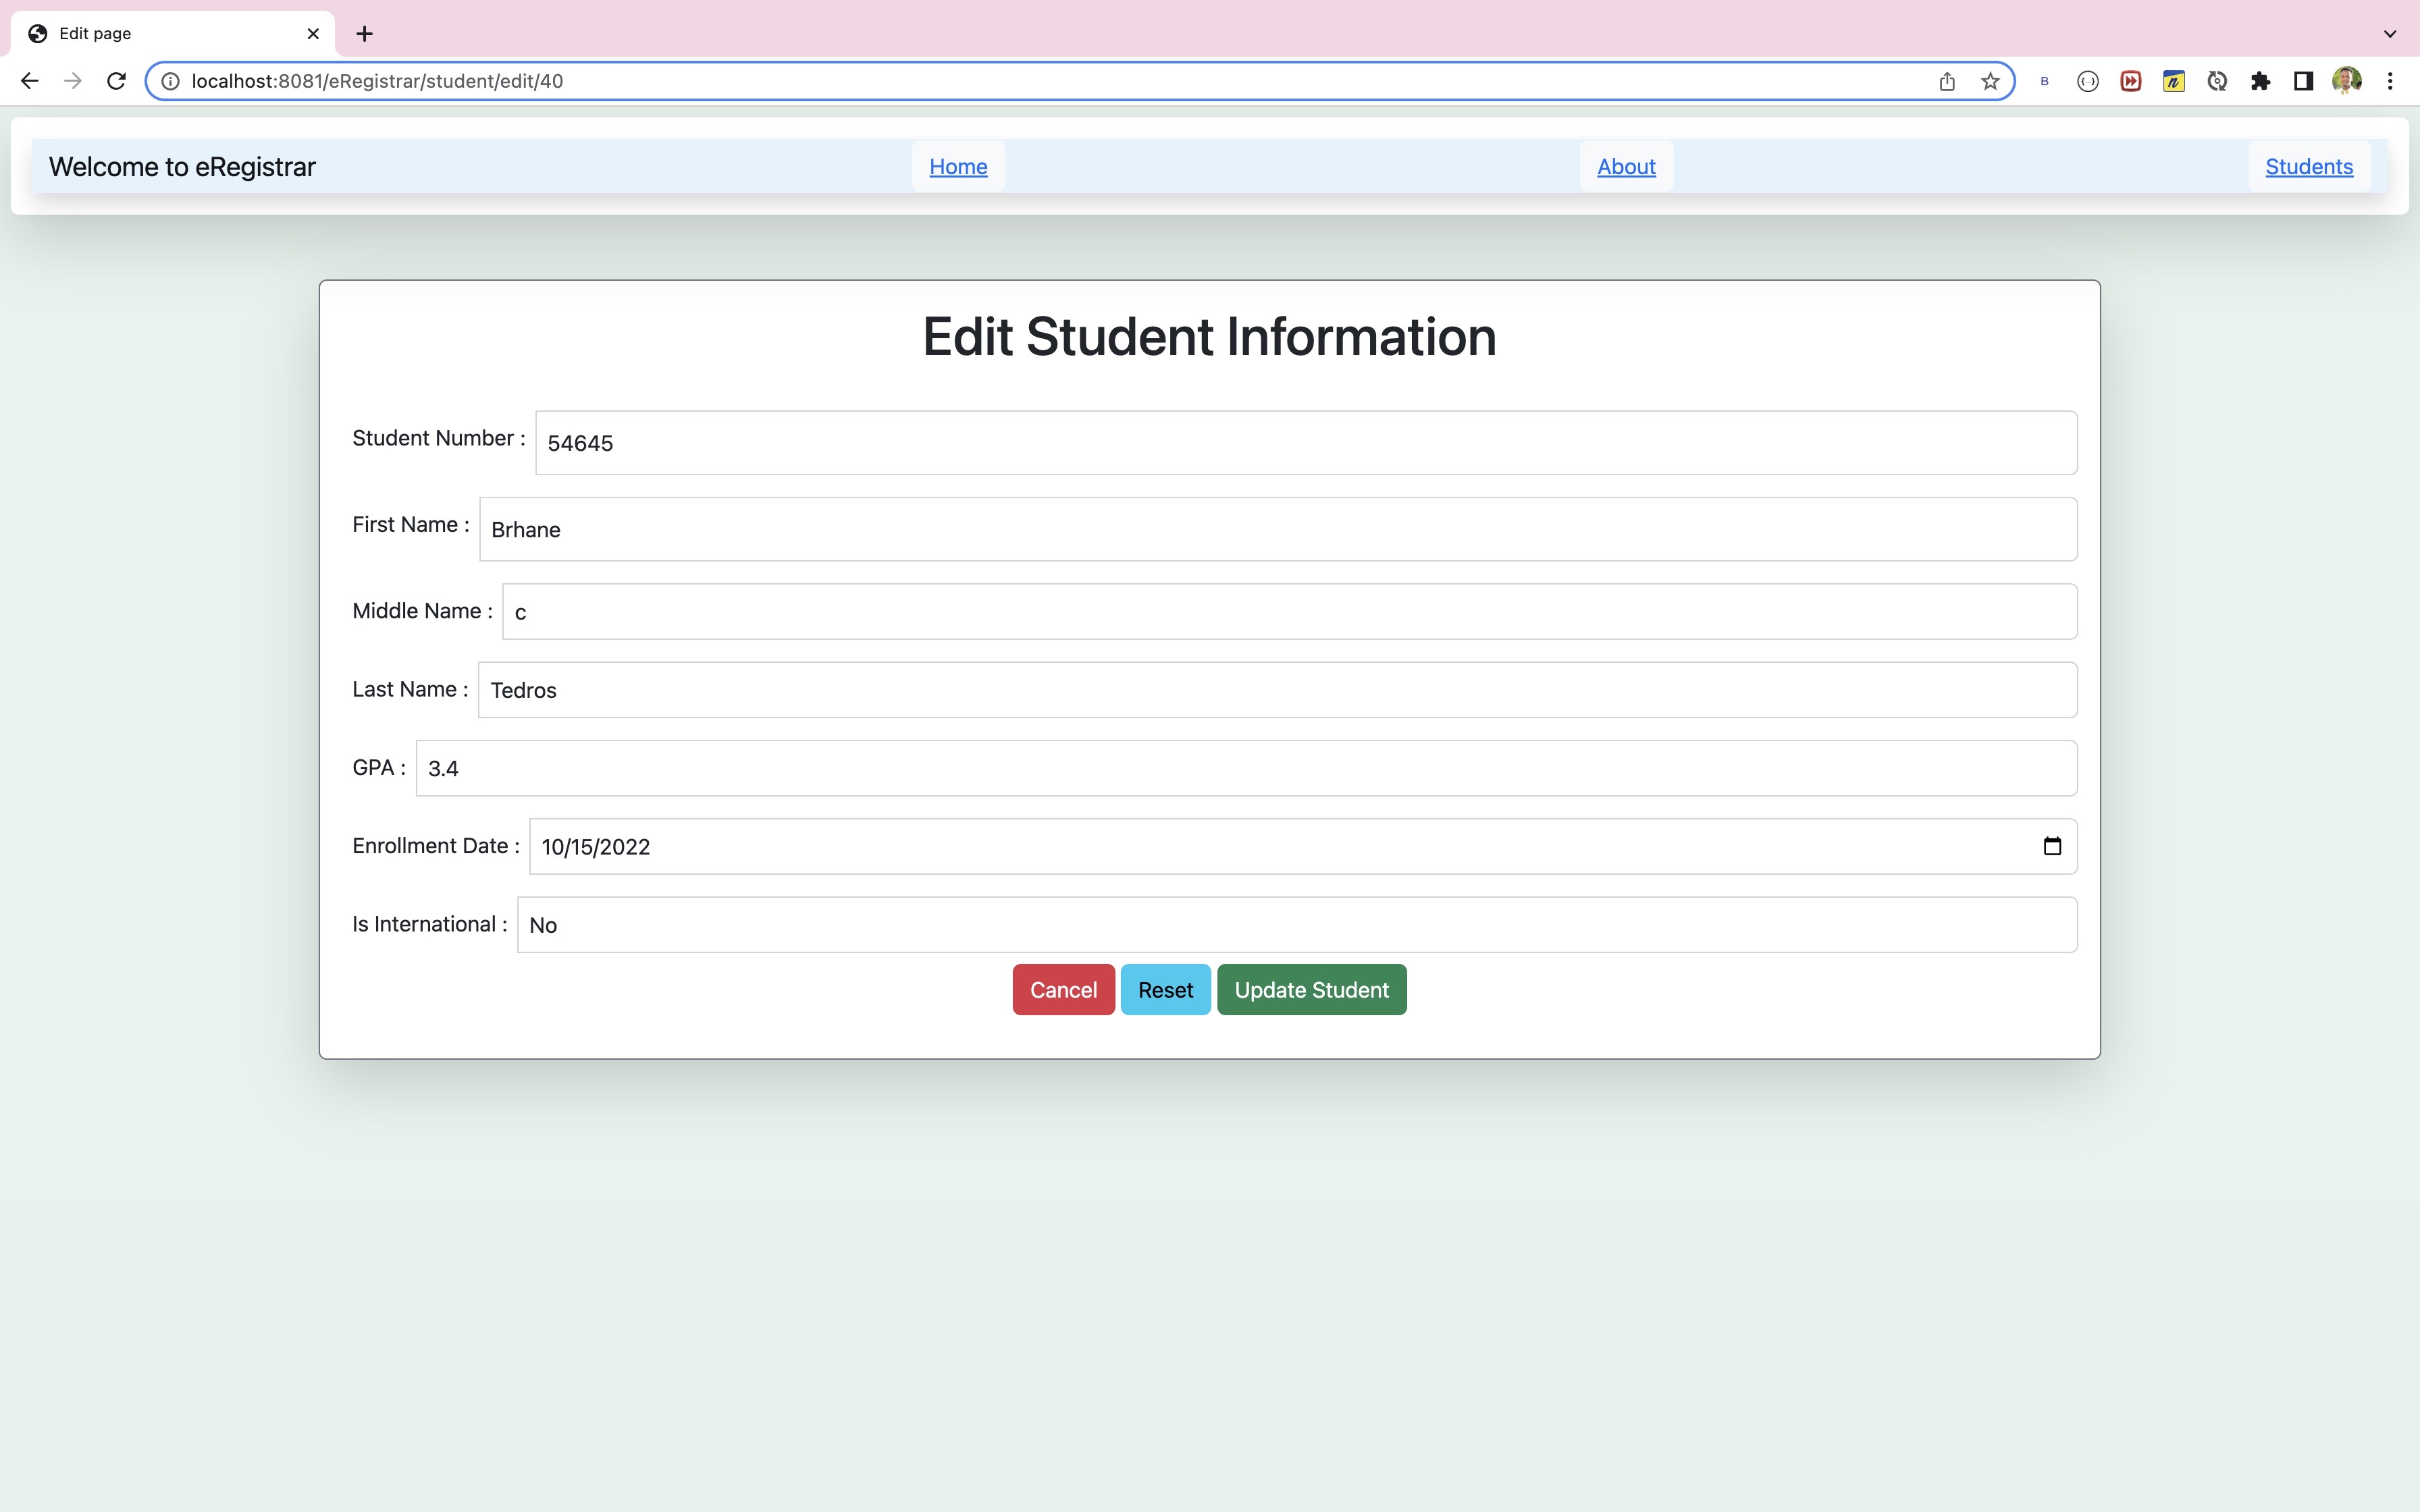 Edit page
localhost:8081/eRegistrar/student/edit/40
B
n
Welcome to eRegistrar Home About Students
Edit Student Information
Student Number : 54645
First Name : Brhane
Middle Name : c
Last Name : Tedros
GPA : 3.4
Enrollment Date : 10/15/2022
Is International : No
Cancel Reset Update Student